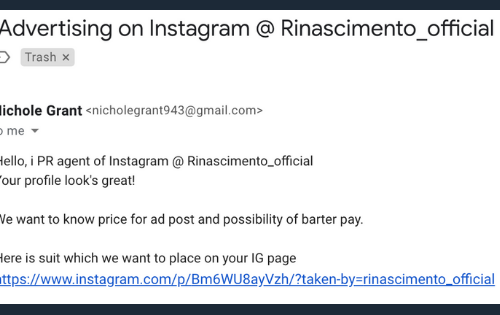 Advertising on Instagram @ Rinascimento_official
Trash ×
Nichole Grant <nicholegrant943@gmail.com>
to me
Hello, i PR agent of Instagram @ Rinascimento_official
Your profile look's great!
We want to know price for ad post and possibility of barter pay.
Here is suit which we want to place on your IG page
https://www.instagram.com/p/Bm6WU8ayVzh/?taken-by=rinascimento_official